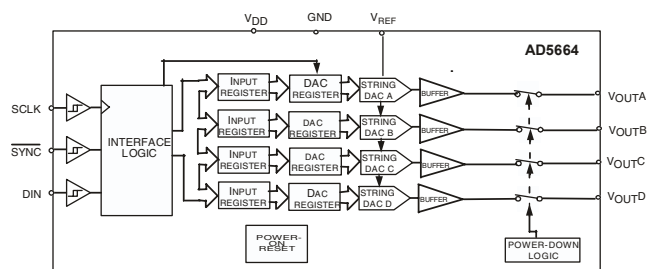 VDD GND VREF
AD5664
INPUT REGISTER DAC REGISTER STRING DAC A BUFFER VOUTA
SCLK
INPUT REGISTER DAC REGISTER STRING DAC B BUFFER VOUTB
SYNC INTERFACE LOGIC
INPUT REGISTER DAC REGISTER STRING DAC C BUFFER VOUTC
DIN INPUT REGISTER DAC REGISTER STRING DAC D BUFFER VOUTD
POWER-ON RESET
POWER-DOWN LOGIC